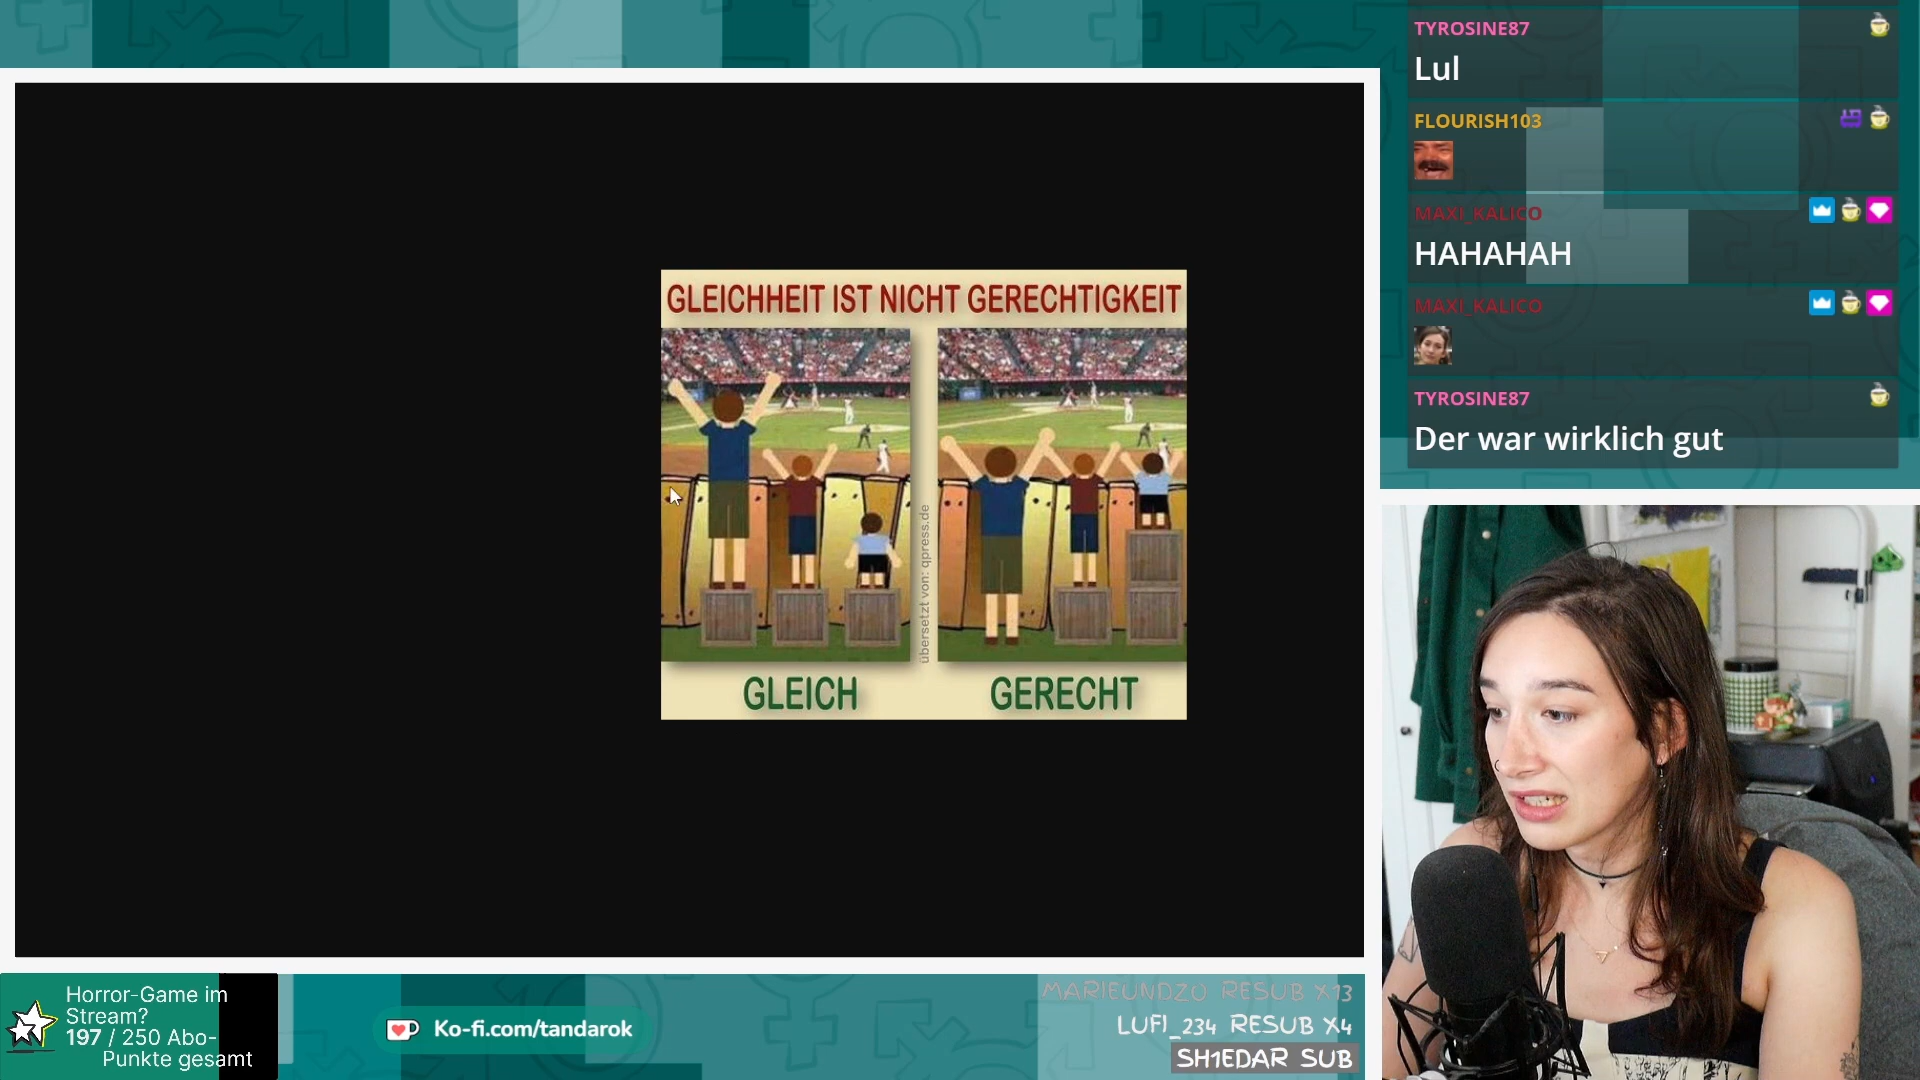 GLEICHHEIT IST NICHT GERECHTIGKEIT
übersetzt von: qpress.de
GLEICH
GERECHT
TYROSINE87
Lul
FLOURISH103
MAXI_KALICO
HAHAHAH
MAXI_KALICO
TYROSINE87
Der war wirklich gut
Horror-Game im
Stream?
197 / 250 Abo-
Punkte gesamt
Ko-fi.com/tandarok
MARIEUNDZO RESUB X13
LUFI_234 RESUB X4
SH1EDAR SUB